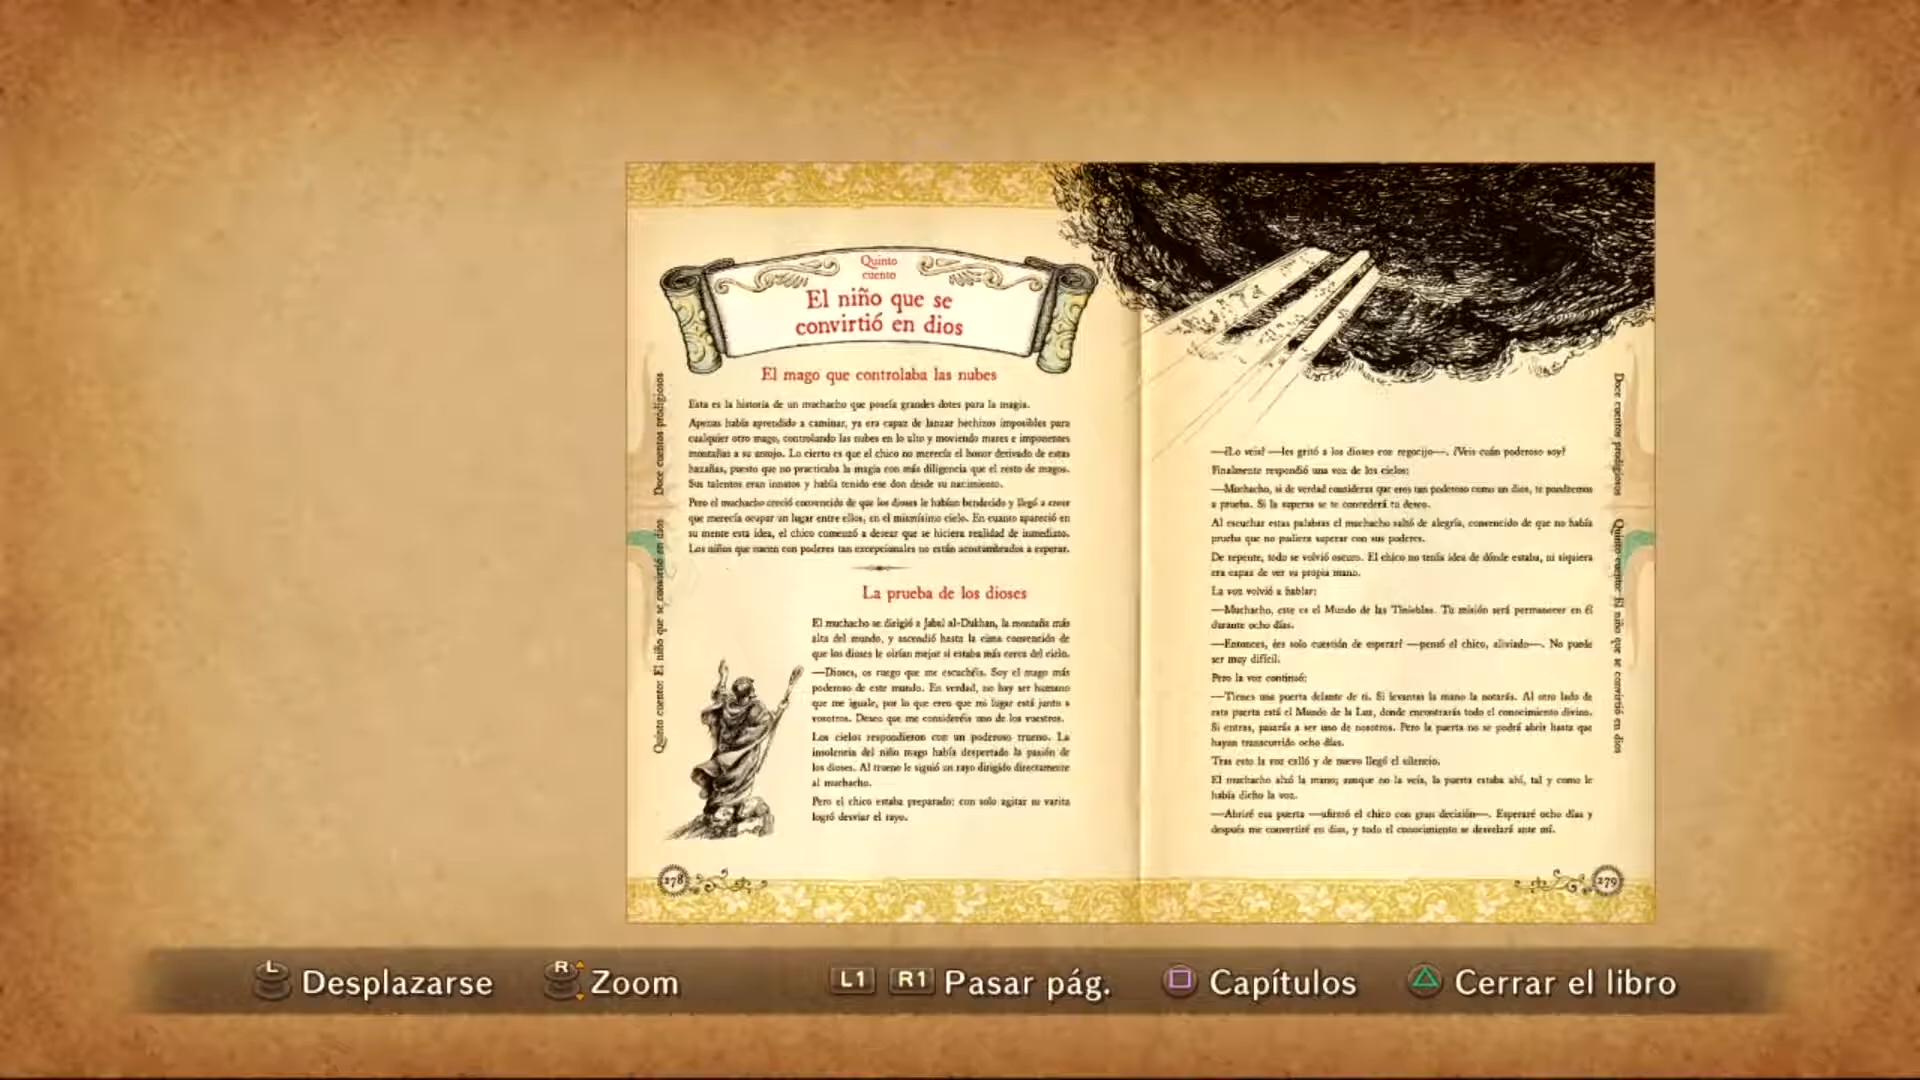 Quinto
cuento
El niño que se
convirtió en dios
El mago que controlaba las nubes
Esta es la historia de un muchacho que poseía grandes dotes para la magia.
Apenas había aprendido a caminar, ya era capaz de lanzar hechizos imposibles para
cualquier otro mago, controlando las nubes en lo alto y moviendo mares e imponentes
montañas a su antojo. Lo cierto es que el chico no merecía el honor derivado de estas
hazañas, puesto que no practicaba la magia con más diligencia que el resto de magos.
Sus talentos eran innatos y había tenido ese don desde su nacimiento.
Pero el muchacho creció convencido de que los dioses le habían bendecido y llegó a creer
que merecía ocupar un lugar entre ellos, en el mismísimo cielo. En cuanto apareció en
su mente esta idea, el chico comenzó a desear que se hiciera realidad de inmediato.
Los niños que nacen con poderes tan excepcionales no están acostumbrados a esperar.
La prueba de los dioses
El muchacho se dirigió a Jabal al-Dukhan, la montaña más
alta del mundo, y ascendió hasta la cima convencido de
que los dioses le oirían mejor si estaba más cerca del cielo.
—Dioses, os ruego que me escuchéis. Soy el mago más
poderoso de este mundo. En verdad, no hay ser humano
que me iguale, por lo que creo que mi lugar está junto a
vosotros. Deseo que me consideréis uno de los vuestros.
Los cielos respondieron con un poderoso trueno. La
insolencia del niño mago había despertado la pasión de
los dioses. Al trueno le siguió un rayo dirigido directamente
al muchacho.
Pero el chico estaba preparado: con solo agitar su varita
logró desviar el rayo.
Quinto cuento: El niño que se convirtió en dios Doce cuentos prodigiosos
278
—¿Lo veis? —les gritó a los dioses con regocijo—. ¿Veis cuán poderoso soy?
Finalmente respondió una voz de los cielos:
—Muchacho, si de verdad consideras que eres tan poderoso como un dios, te pondremos
a prueba. Si la superas se te concederá tu deseo.
Al escuchar estas palabras el muchacho saltó de alegría, convencido de que no había
prueba que no pudiera superar con sus poderes.
De repente, todo se volvió oscuro. El chico no tenía idea de dónde estaba, ni siquiera
era capaz de ver su propia mano.
La voz volvió a hablar:
—Muchacho, este es el Mundo de las Tinieblas. Tu misión será permanecer en él
durante ocho días.
—Entonces, ¿es solo cuestión de esperar? —pensó el chico, aliviado—. No puede
ser muy difícil.
Pero la voz continuó:
—Tienes una puerta delante de ti. Si levantas la mano la notarás. Al otro lado de
esta puerta está el Mundo de la Luz, donde encontrarás todo el conocimiento divino.
Si entras, pasarás a ser uno de nosotros. Pero la puerta no se podrá abrir hasta que
hayan transcurrido ocho días.
Tras esto la voz calló y de nuevo llegó el silencio.
El muchacho alzó la mano; aunque no la veía, la puerta estaba ahí, tal y como le
había dicho la voz.
—Abriré esa puerta —afirmó el chico con gran decisión—. Esperaré ocho días y
después me convertiré en dios, y todo el conocimiento se desvelará ante mí.
Doce cuentos prodigiosos Quinto cuento: El niño que se convirtió en dios
279
L Desplazarse R Zoom L1 R1 Pasar pág. Capítulos Cerrar el libro